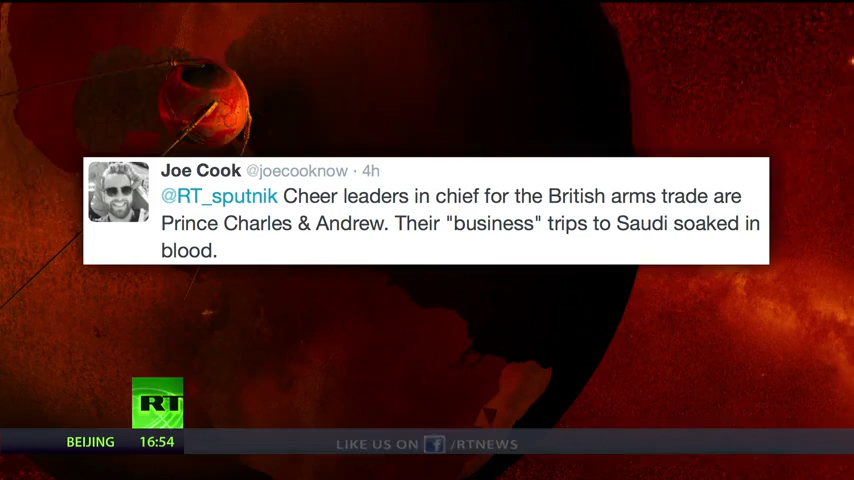 Joe Cook @joecooknow · 4h
@RT_sputnik Cheer leaders in chief for the British arms trade are
Prince Charles & Andrew. Their "business" trips to Saudi soaked in
blood.
RT
BEIJING 16:54 LIKE US ON f /RTNEWS